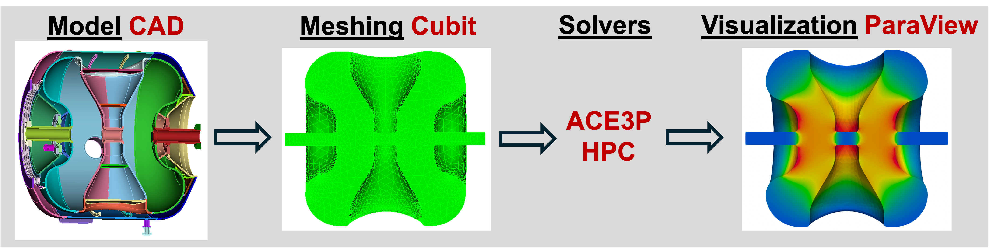 Model CAD
Meshing Cubit
Solvers
Visualization ParaView
ACE3P
HPC